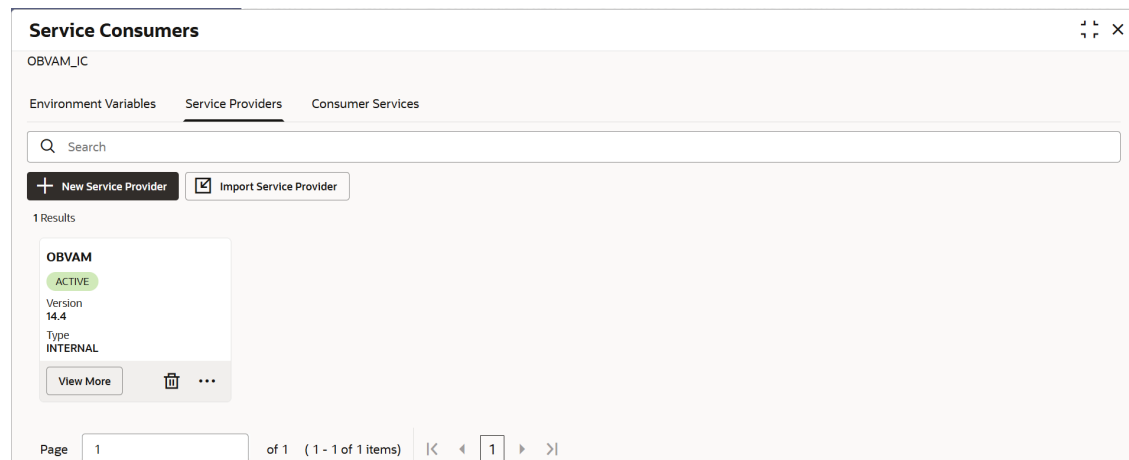 Service Consumers
OBVAM_IC
Environment Variables Service Providers Consumer Services
Search
New Service Provider Import Service Provider
1 Results
OBVAM
ACTIVE
Version
14.4
Type
INTERNAL
View More
Page 1 of 1 ( 1 - 1 of 1 items) 1